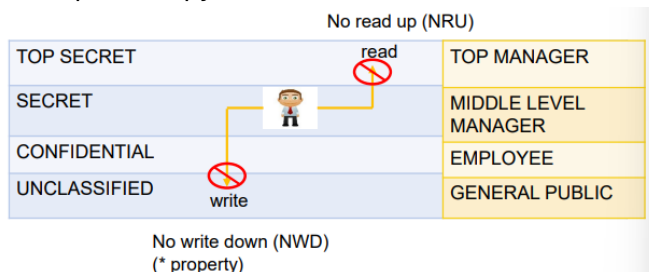 No read up (NRU)
TOP SECRET
read
TOP MANAGER
SECRET
MIDDLE LEVEL
MANAGER
CONFIDENTIAL
EMPLOYEE
UNCLASSIFIED
write
GENERAL PUBLIC
No write down (NWD)
(* property)